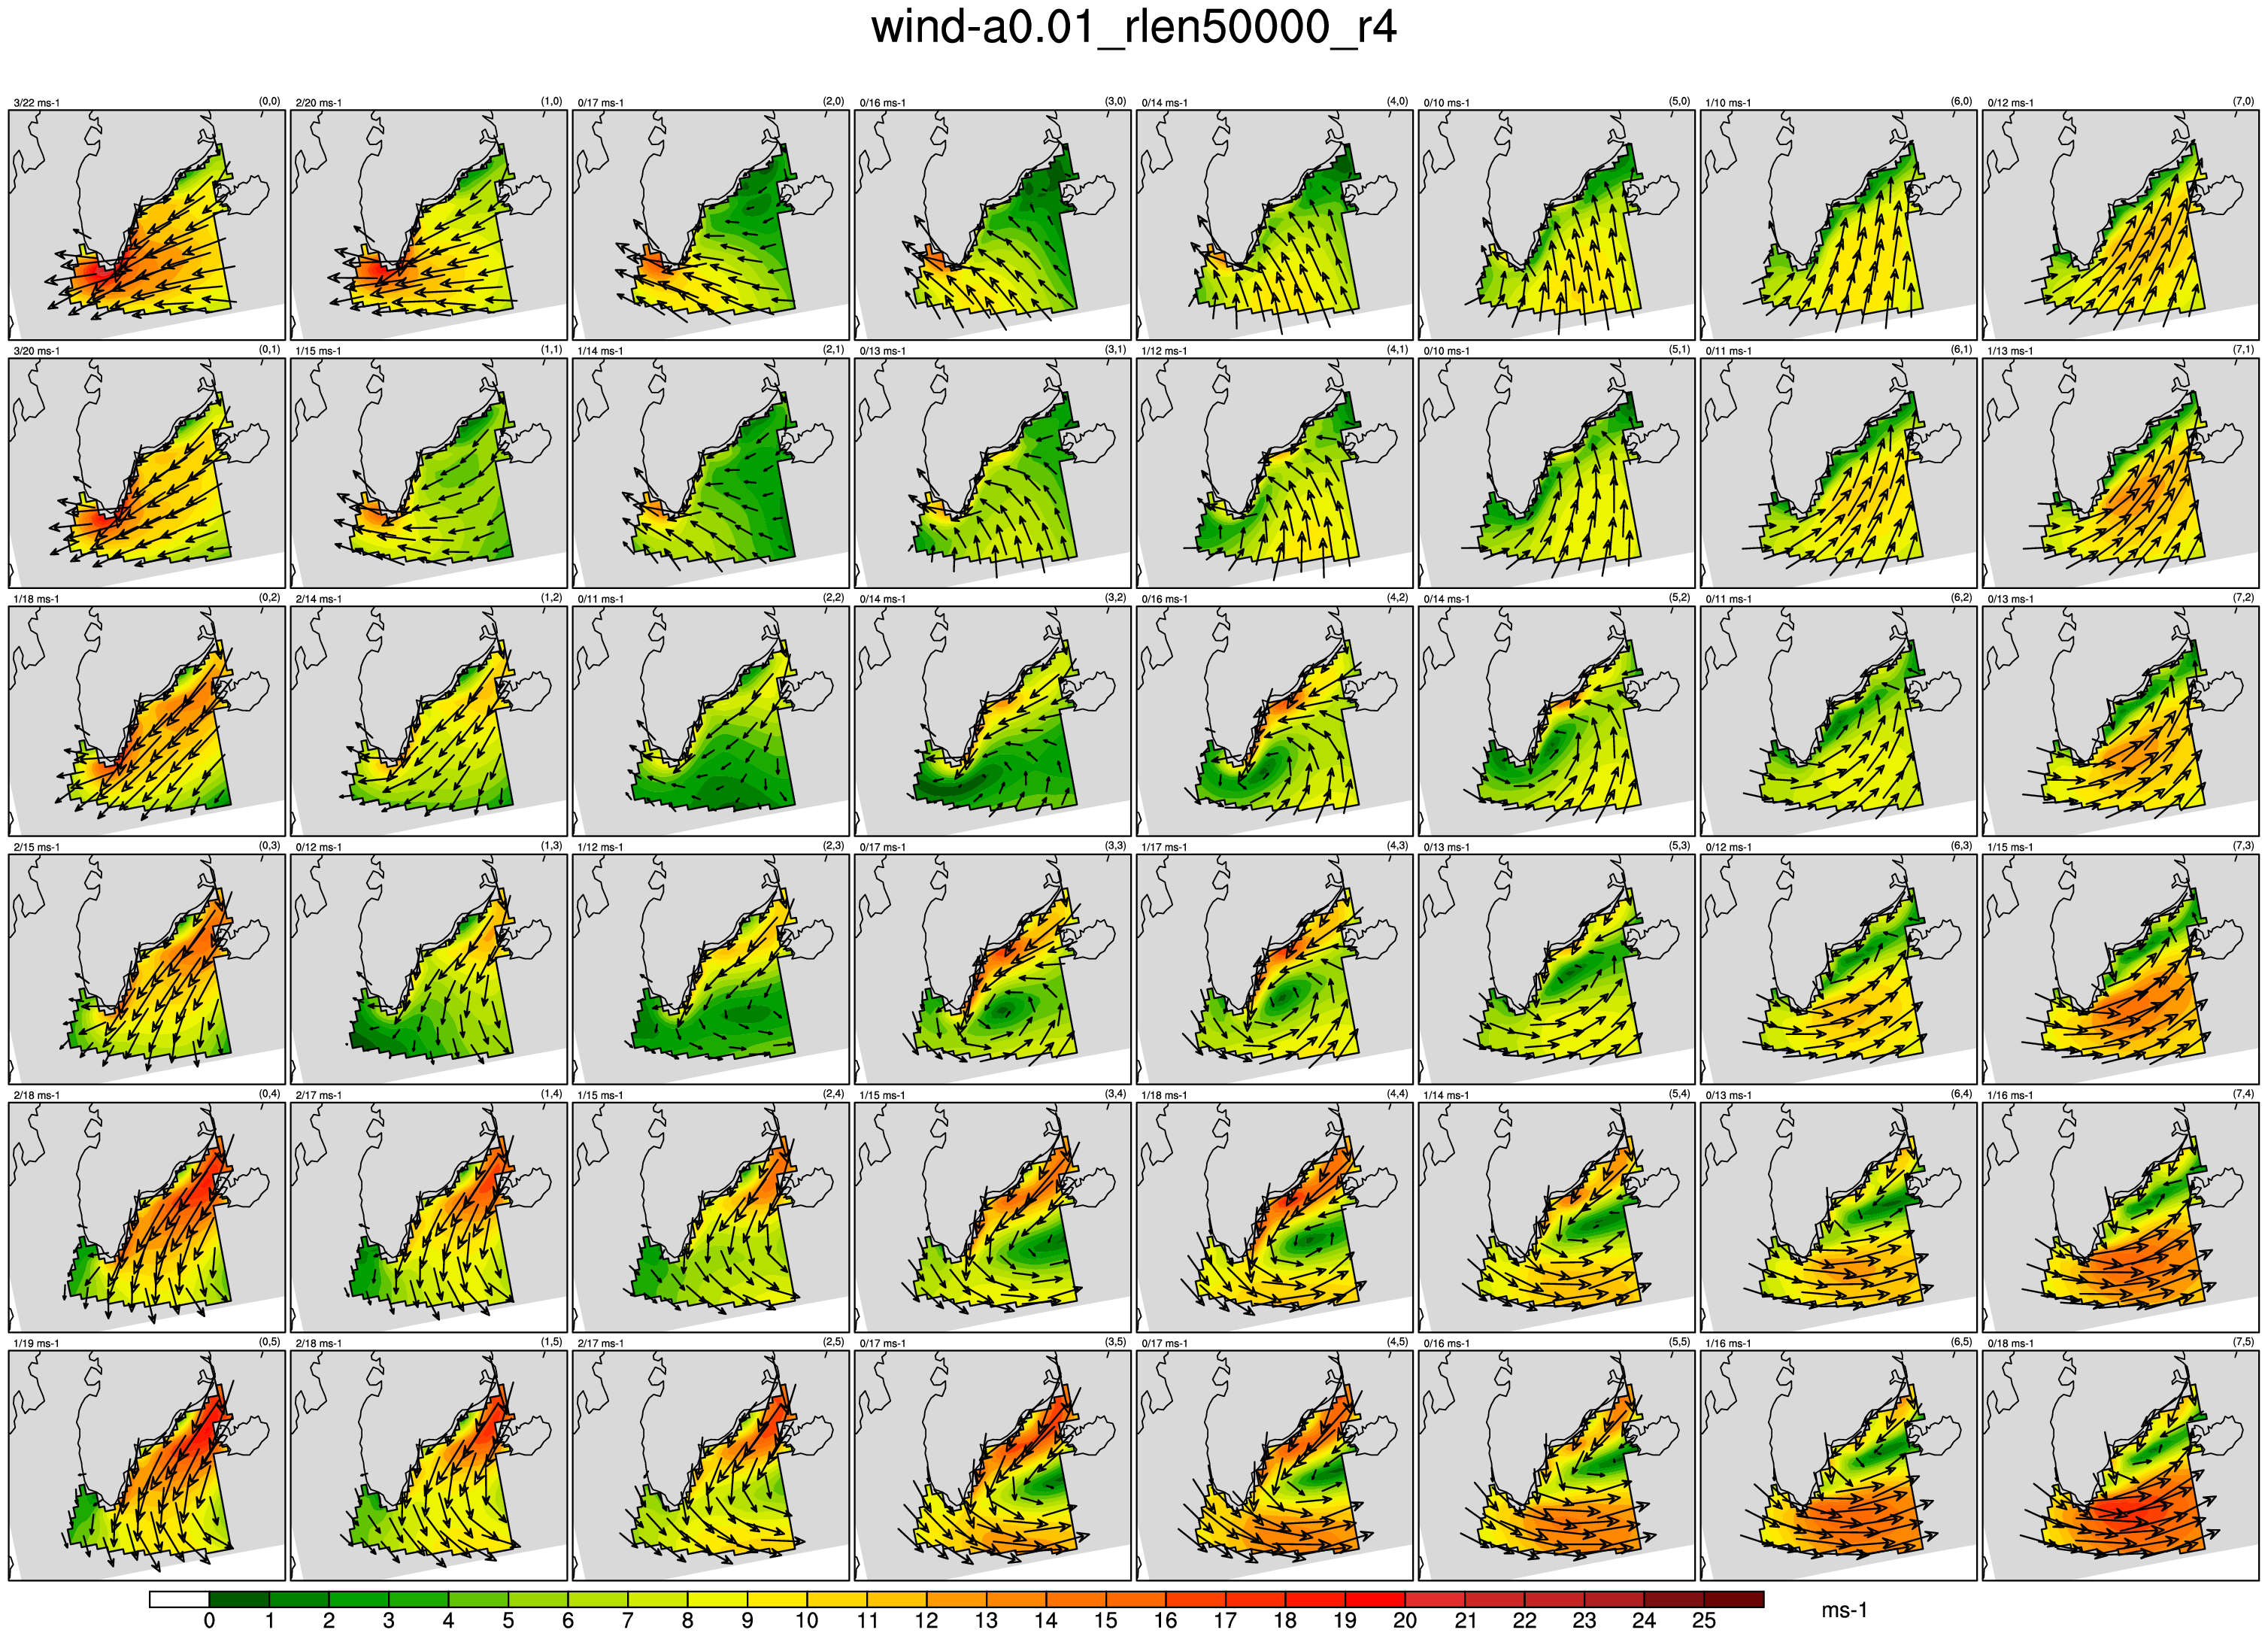 wind-a0.01_rlen50000_r4
3/22 ms-1 (0,0) 2/20 ms-1 (1,0) 0/17 ms-1 (2,0) 0/16 ms-1 (3,0) 0/14 ms-1 (4,0) 0/10 ms-1 (5,0) 1/10 ms-1 (6,0) 0/12 ms-1 (7,0)
3/20 ms-1 (0,1) 1/15 ms-1 (1,1) 1/14 ms-1 (2,1) 0/13 ms-1 (3,1) 1/12 ms-1 (4,1) 0/10 ms-1 (5,1) 0/11 ms-1 (6,1) 1/13 ms-1 (7,1)
1/18 ms-1 (0,2) 2/14 ms-1 (1,2) 0/11 ms-1 (2,2) 0/14 ms-1 (3,2) 0/16 ms-1 (4,2) 0/14 ms-1 (5,2) 0/11 ms-1 (6,2) 0/13 ms-1 (7,2)
2/15 ms-1 (0,3) 0/12 ms-1 (1,3) 1/12 ms-1 (2,3) 0/17 ms-1 (3,3) 1/17 ms-1 (4,3) 0/13 ms-1 (5,3) 0/12 ms-1 (6,3) 1/15 ms-1 (7,3)
2/18 ms-1 (0,4) 2/17 ms-1 (1,4) 1/15 ms-1 (2,4) 1/15 ms-1 (3,4) 1/18 ms-1 (4,4) 1/14 ms-1 (5,4) 0/13 ms-1 (6,4) 1/16 ms-1 (7,4)
1/19 ms-1 (0,5) 2/18 ms-1 (1,5) 2/17 ms-1 (2,5) 0/17 ms-1 (3,5) 0/17 ms-1 (4,5) 0/16 ms-1 (5,5) 1/16 ms-1 (6,5) 0/18 ms-1 (7,5)
0 1 2 3 4 5 6 7 8 9 10 11 12 13 14 15 16 17 18 19 20 21 22 23 24 25 ms-1